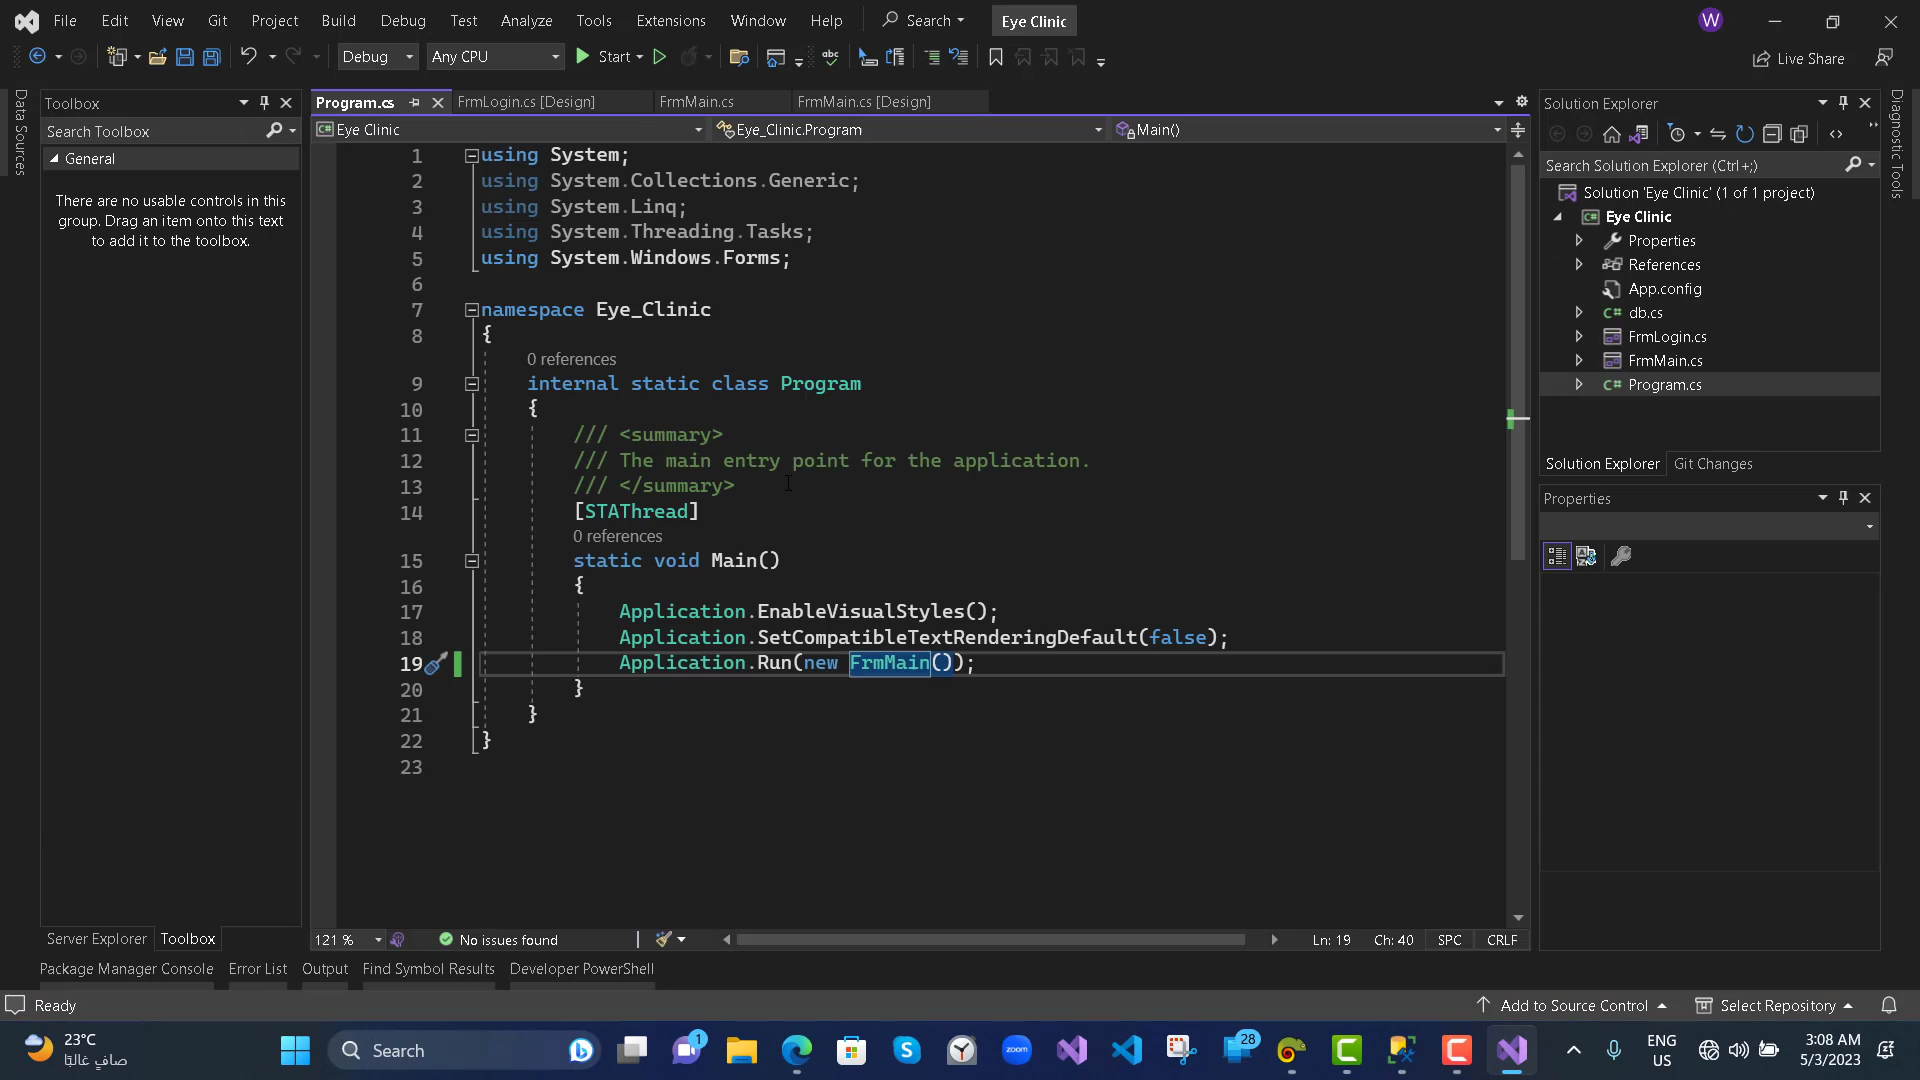 File Edit View Git Project Build Debug Test Analyze Tools Extensions Window Help Search Eye Clinic W
Debug Any CPU Start Live Share
Data Sources
Toolbox
Search Toolbox
General
There are no usable controls in this
group. Drag an item onto this text
to add it to the toolbox.
Server Explorer Toolbox
Program.cs FrmLogin.cs [Design] FrmMain.cs FrmMain.cs [Design]
Eye Clinic Eye_Clinic.Program Main()
1 using System;
2 using System.Collections.Generic;
3 using System.Linq;
4 using System.Threading.Tasks;
5 using System.Windows.Forms;
6
7 namespace Eye_Clinic
8 {
0 references
9 internal static class Program
10 {
11 /// <summary>
12 /// The main entry point for the application.
13 /// </summary>
14 [STAThread]
0 references
15 static void Main()
16 {
17 Application.EnableVisualStyles();
18 Application.SetCompatibleTextRenderingDefault(false);
19 Application.Run(new FrmMain());
20 }
21 }
22 }
23
121 % No issues found Ln: 19 Ch: 40 SPC CRLF
Solution Explorer
Search Solution Explorer (Ctrl+;)
Solution 'Eye Clinic' (1 of 1 project)
Eye Clinic
Properties
References
App.config
db.cs
FrmLogin.cs
FrmMain.cs
Program.cs
Solution Explorer Git Changes
Properties
Diagnostic Tools
Package Manager Console Error List Output Find Symbol Results Developer PowerShell
Ready Add to Source Control Select Repository
23°C
صافٍ غالبًا
Search
1
zoom
28
ENG
US
3:08 AM
5/3/2023